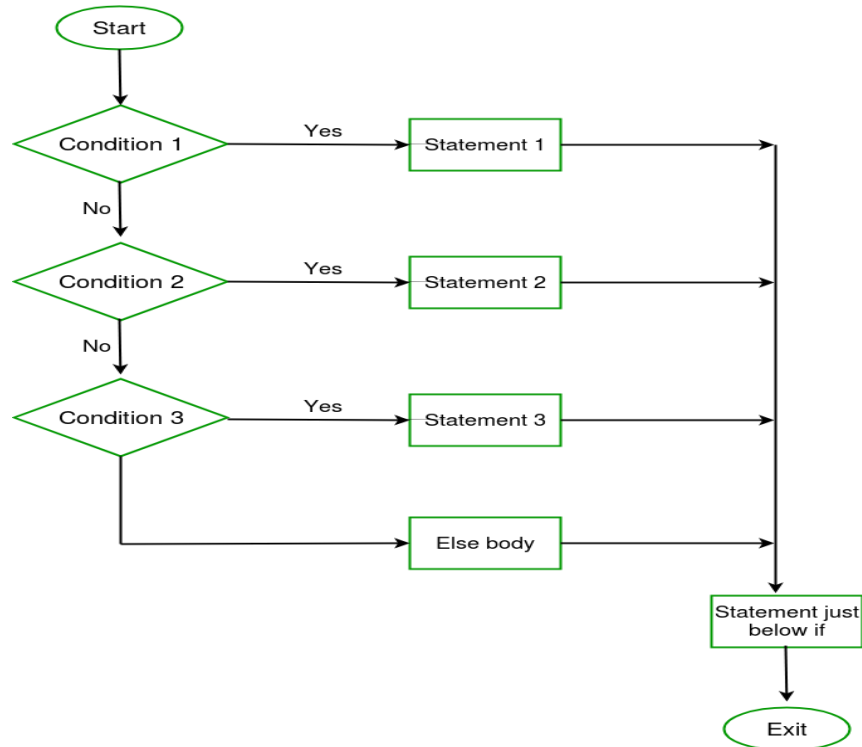 Start
Condition 1
Yes
Statement 1
No
Condition 2
Yes
Statement 2
No
Condition 3
Yes
Statement 3
Else body
Statement just
below if
Exit